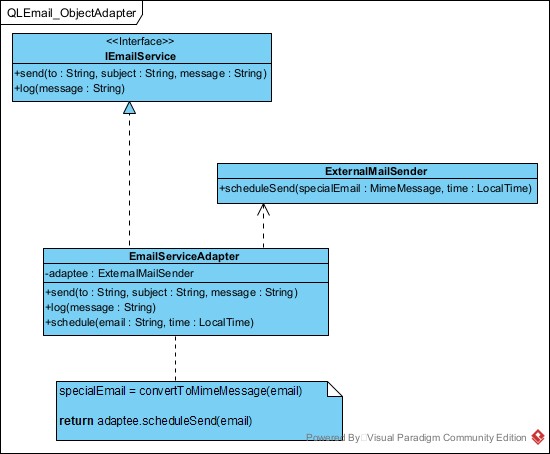 QLEmail_ObjectAdapter
<<Interface>>
IEmailService
+send(to : String, subject : String, message : String)
+log(message : String)
ExternalMailSender
+scheduleSend(specialEmail : MimeMessage, time : LocalTime)
EmailServiceAdapter
-adaptee : ExternalMailSender
+send(to : String, subject : String, message : String)
+log(message : String)
+schedule(email : String, time : LocalTime)
specialEmail = convertToMimeMessage(email)
return adaptee.scheduleSend(email)
Powered By Visual Paradigm Community Edition